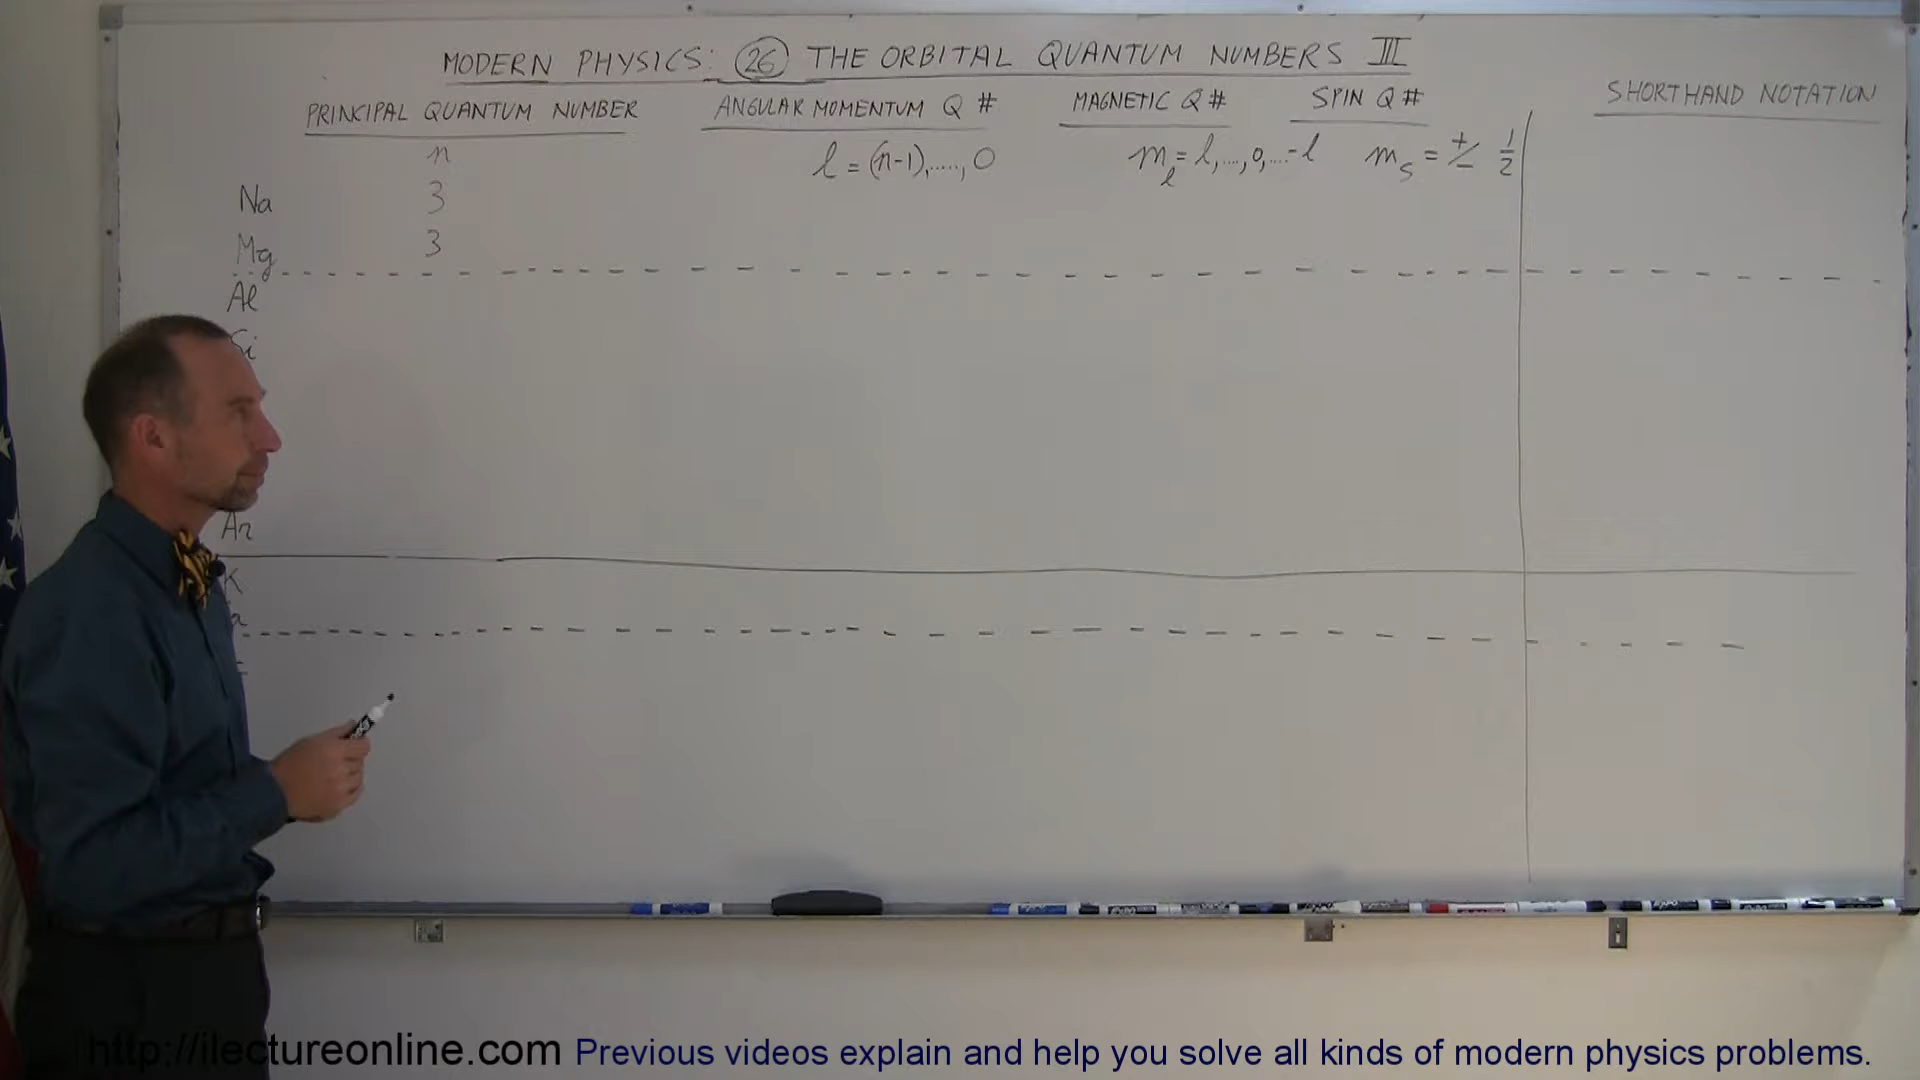 MODERN PHYSICS: 26 THE ORBITAL QUANTUM NUMBERS III
PRINCIPAL QUANTUM NUMBER ANGULAR MOMENTUM Q # MAGNETIC Q # SPIN Q # SHORTHAND NOTATION
n l = (n-1),....., 0 m_l = l,...,0,...-l m_s = +/- 1/2
Na 3
Mg 3
Al
Si
Ar
K
http://ilectureonline.com Previous videos explain and help you solve all kinds of modern physics problems.